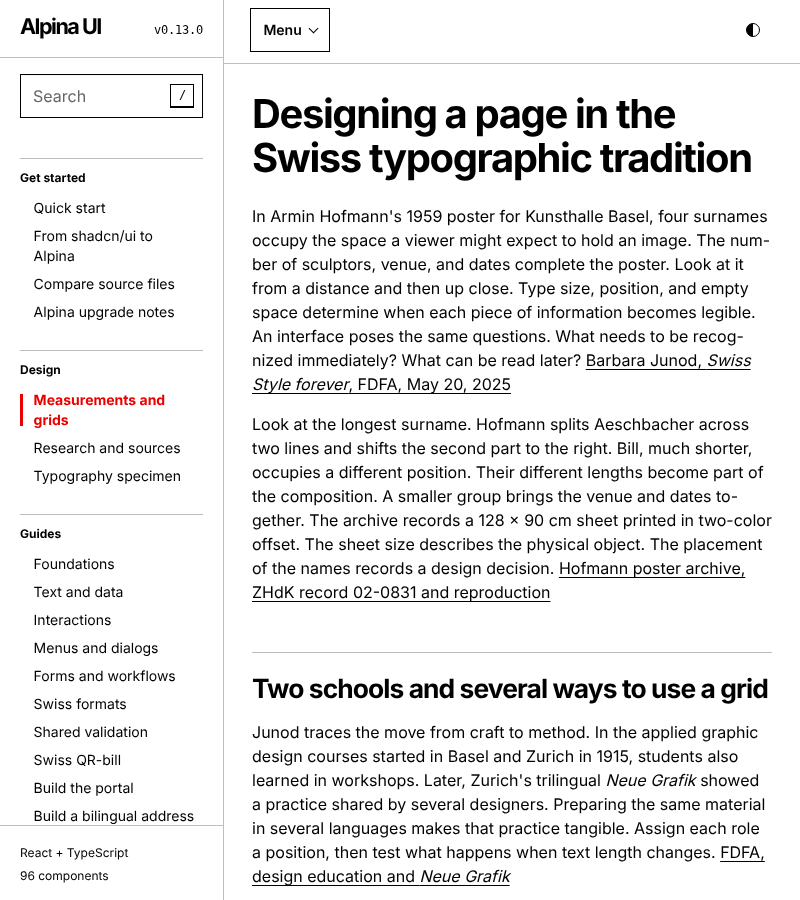 Alpina UI
v0.13.0
Search
/
Get started
Quick start
From shadcn/ui to
Alpina
Compare source files
Alpina upgrade notes
Design
Measurements and
grids
Research and sources
Typography specimen
Guides
Foundations
Text and data
Interactions
Menus and dialogs
Forms and workflows
Swiss formats
Shared validation
Swiss QR-bill
Build the portal
Build a bilingual address
React + TypeScript
96 components
Menu
Designing a page in the
Swiss typographic tradition
In Armin Hofmann's 1959 poster for Kunsthalle Basel, four surnames
occupy the space a viewer might expect to hold an image. The num-
ber of sculptors, venue, and dates complete the poster. Look at it
from a distance and then up close. Type size, position, and empty
space determine when each piece of information becomes legible.
An interface poses the same questions. What needs to be recog-
nized immediately? What can be read later? Barbara Junod, Swiss
Style forever, FDFA, May 20, 2025
Look at the longest surname. Hofmann splits Aeschbacher across
two lines and shifts the second part to the right. Bill, much shorter,
occupies a different position. Their different lengths become part of
the composition. A smaller group brings the venue and dates to-
gether. The archive records a 128 × 90 cm sheet printed in two-color
offset. The sheet size describes the physical object. The placement
of the names records a design decision. Hofmann poster archive,
ZHdK record 02-0831 and reproduction
Two schools and several ways to use a grid
Junod traces the move from craft to method. In the applied graphic
design courses started in Basel and Zurich in 1915, students also
learned in workshops. Later, Zurich's trilingual Neue Grafik showed
a practice shared by several designers. Preparing the same material
in several languages makes that practice tangible. Assign each role
a position, then test what happens when text length changes. FDFA,
design education and Neue Grafik